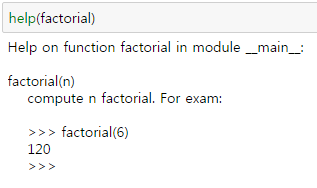 help(factorial)
Help on function factorial in module __main__:
factorial(n)
compute n factorial. For exam:
>>> factorial(6)
120
>>>